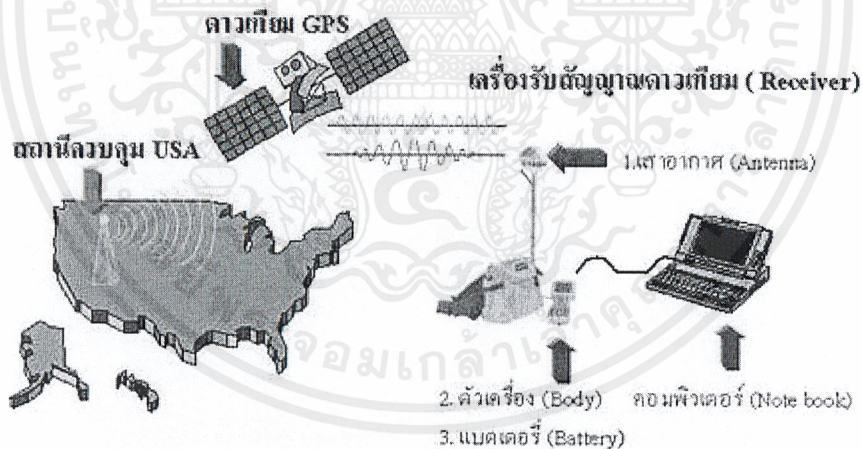 ดาวเทียม GPS
เครื่องรับสัญญาณดาวเทียม ( Receiver)
สถานีควบคุม USA
1.เสาอากาศ (Antenna)
2. ตัวเครื่อง (Body) คอมพิวเตอร์ (Note book)
3. แบตเตอรี่ (Battery)